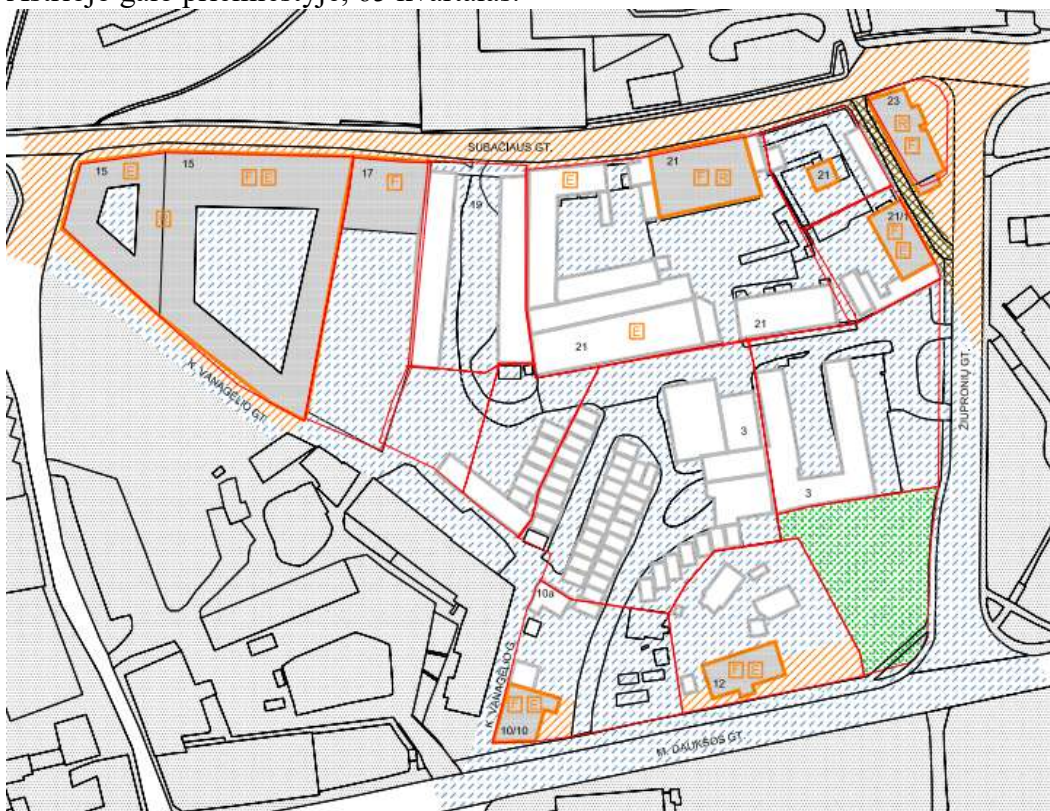 SUBAČIAUS GT.
23
R
F
15
E
15
F E
17
F
E
21
F R
21
19
21/1
F
E
E
21
21
K. VANAGĖLIO GT.
ŽIUPRONIŲ GT.
3
3
10a
K. VANAGĖLIO G.
12
F E
F E
10/10
M. DAUKŠOS GT.